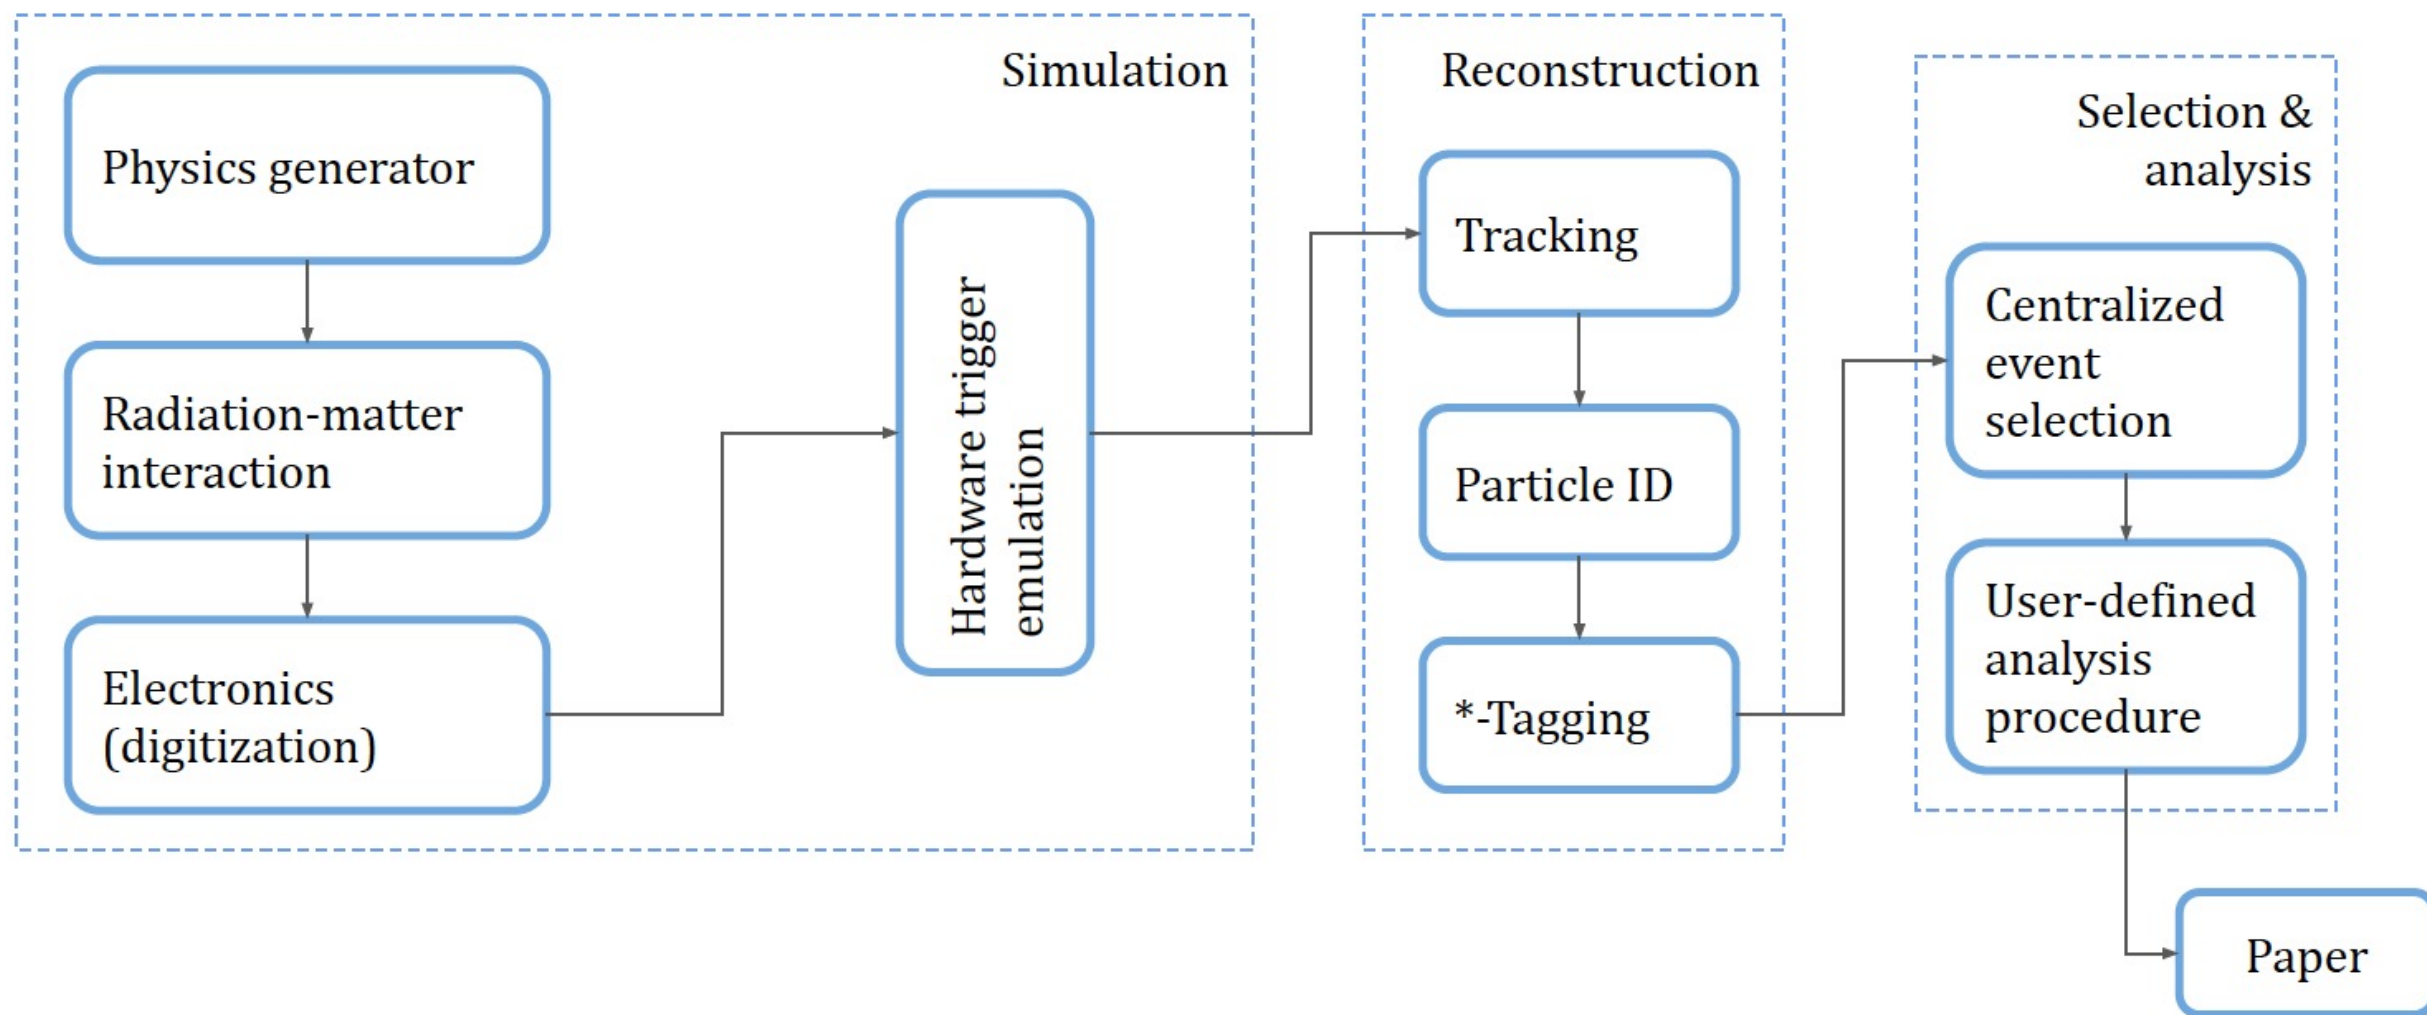 Simulation
Physics generator
Radiation-matter
interaction
Electronics
(digitization)
Hardware trigger
emulation
Reconstruction
Tracking
Particle ID
*-Tagging
Selection &
analysis
Centralized
event
selection
User-defined
analysis
procedure
Paper